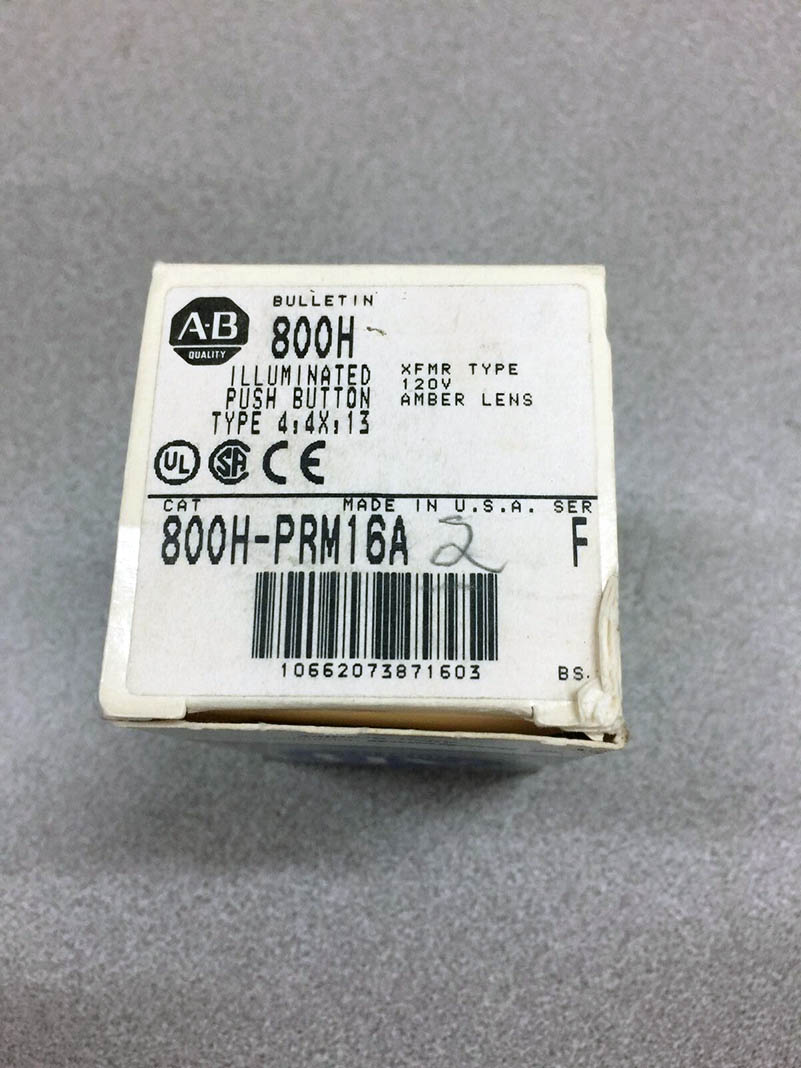 A-B
QUALITY
BULLETIN
800H
ILLUMINATED
PUSH BUTTON
TYPE 4;4X;13
XFMR TYPE
120V
AMBER LENS
UL SA CE
CAT MADE IN U.S.A. SER
800H-PRM16A 2 F
10662073871603
BS.